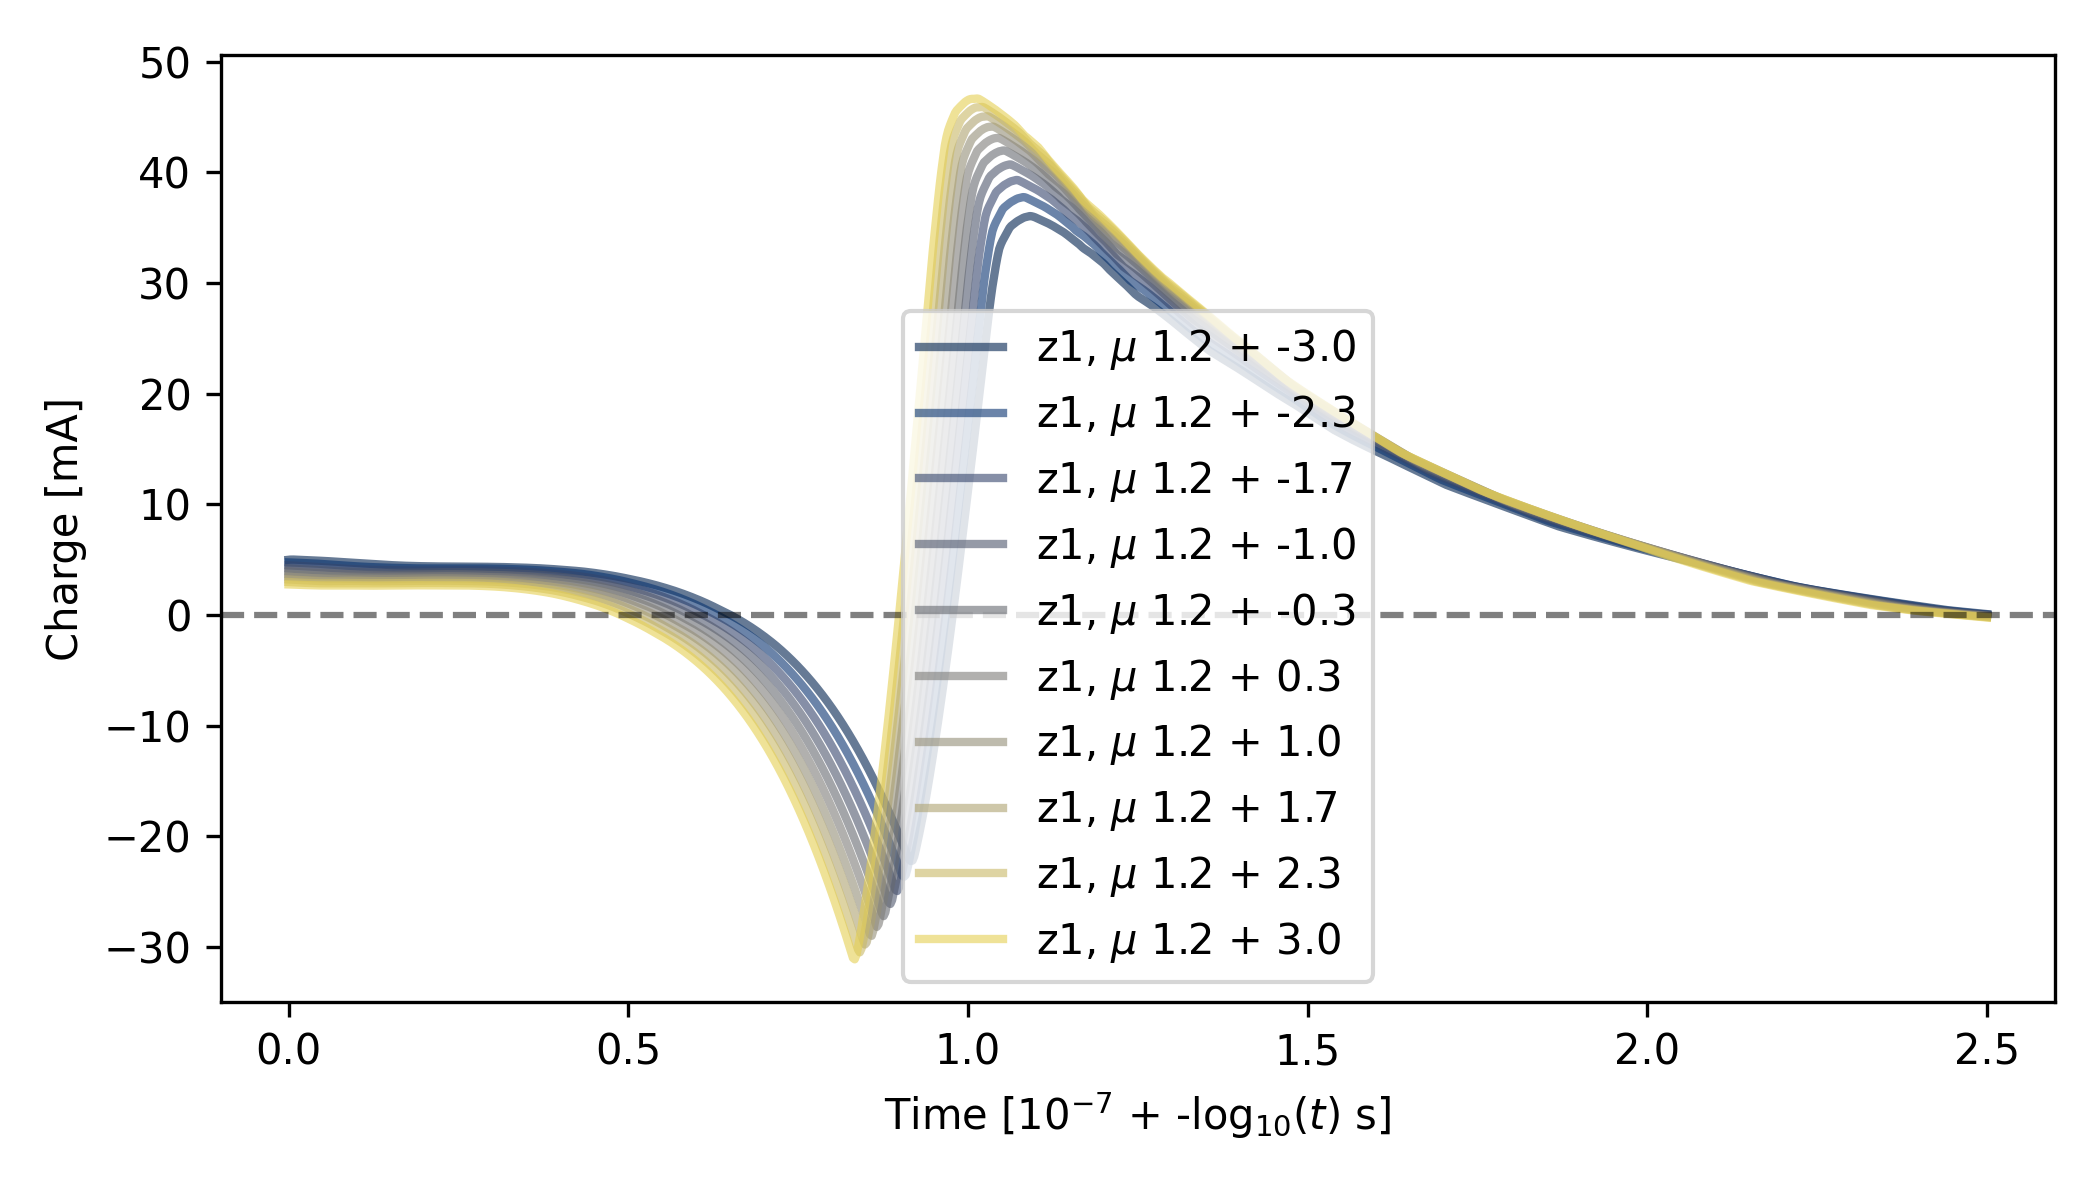 50
40
30
20
10
0
−10
−20
−30
Charge [mA]
z1, μ 1.2 + -3.0
z1, μ 1.2 + -2.3
z1, μ 1.2 + -1.7
z1, μ 1.2 + -1.0
z1, μ 1.2 + -0.3
z1, μ 1.2 + 0.3
z1, μ 1.2 + 1.0
z1, μ 1.2 + 1.7
z1, μ 1.2 + 2.3
z1, μ 1.2 + 3.0
0.0 0.5 1.0 1.5 2.0 2.5
Time [10⁻⁷ + -log₁₀(t) s]